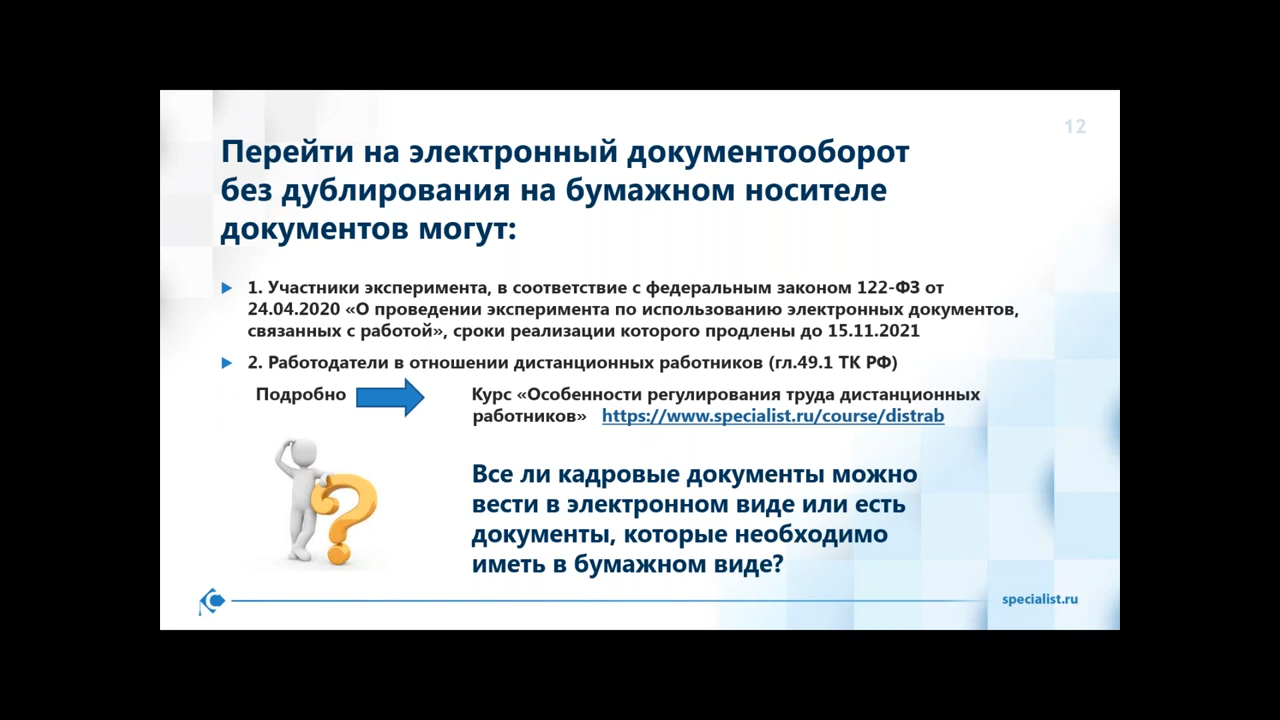 12
Перейти на электронный документооборот
без дублирования на бумажном носителе
документов могут:
1. Участники эксперимента, в соответствие с федеральным законом 122-ФЗ от
24.04.2020 «О проведении эксперимента по использованию электронных документов,
связанных с работой», сроки реализации которого продлены до 15.11.2021
2. Работодатели в отношении дистанционных работников (гл.49.1 ТК РФ)
Подробно
Курс «Особенности регулирования труда дистанционных
работников» https://www.specialist.ru/course/distrab
Все ли кадровые документы можно
вести в электронном виде или есть
документы, которые необходимо
иметь в бумажном виде?
specialist.ru